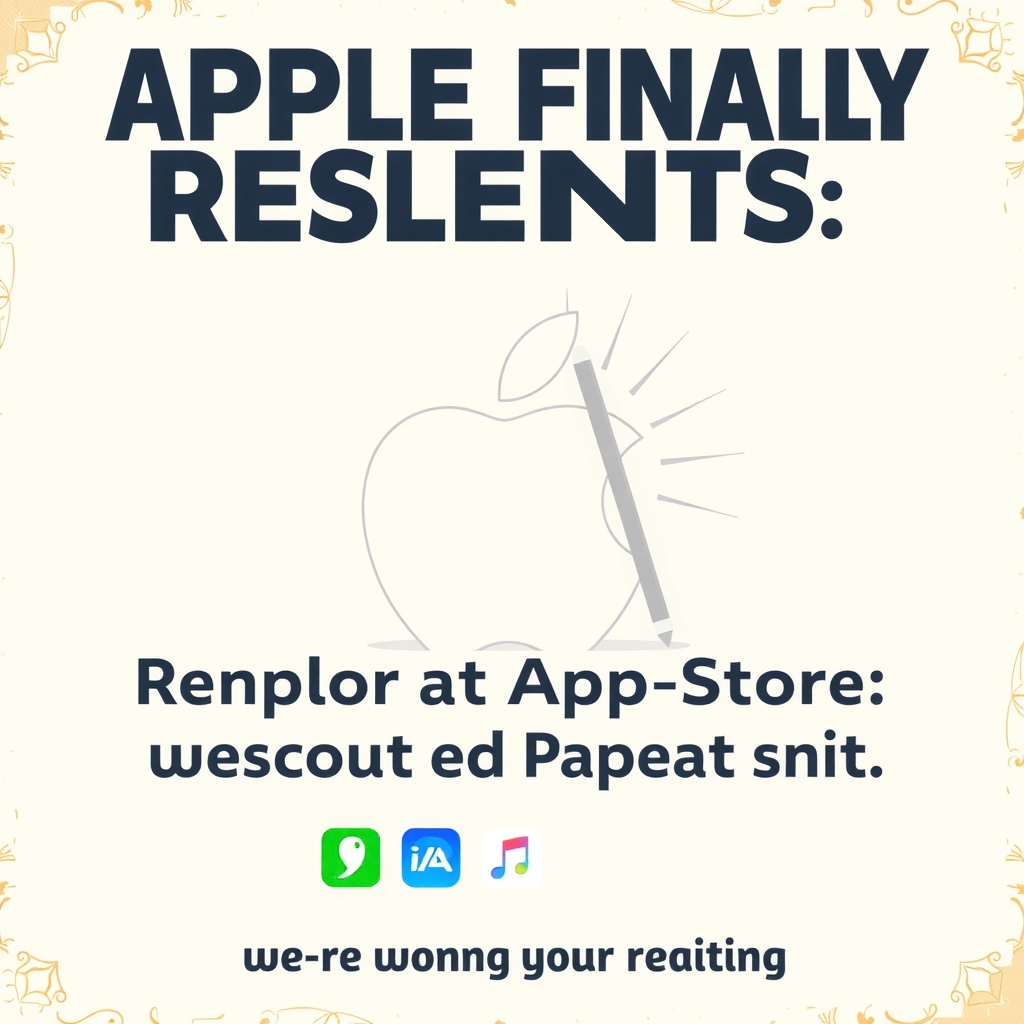 APPLE FINALLY
RESLENTS:
Renplor at App-Store:
wescout ed Papeat snit.
i/A
we-re wonng your reaiting